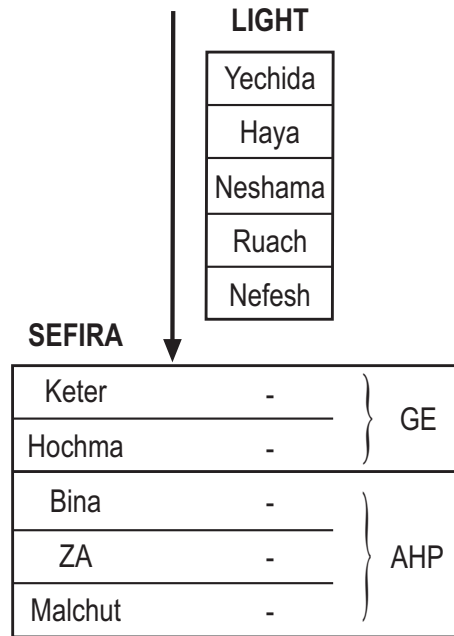 LIGHT
Yechida
Haya
Neshama
Ruach
Nefesh
SEFIRA
Keter -
Hochma -
GE
Bina -
ZA -
Malchut -
AHP